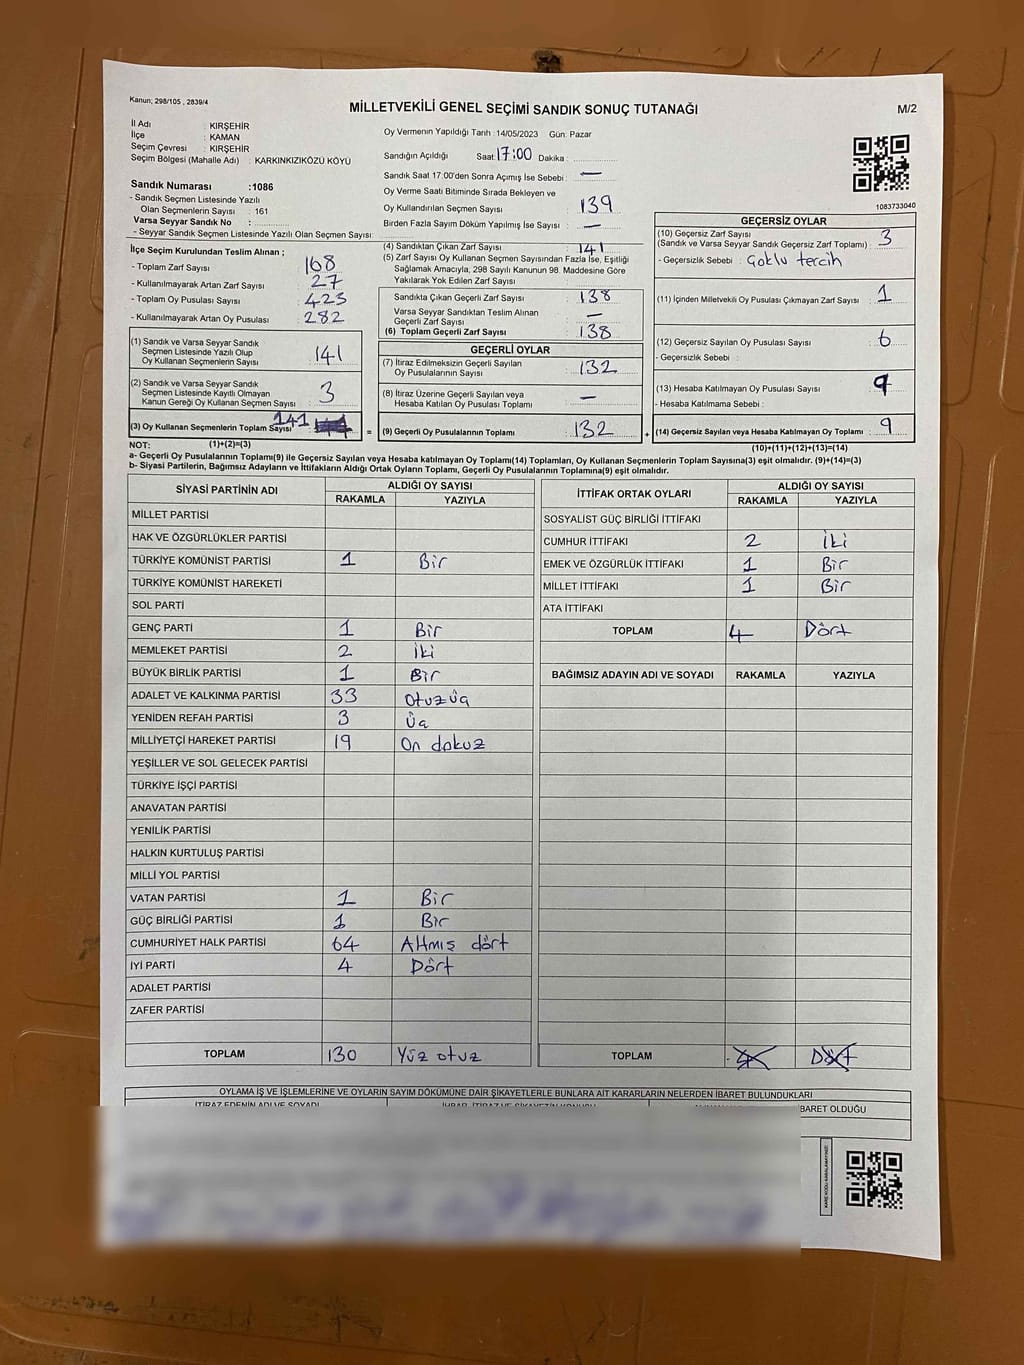 Kanun; 298/105 , 2839/4
MİLLETVEKİLİ GENEL SEÇİMİ SANDIK SONUÇ TUTANAĞI
M/2
İl Adı : KIRŞEHİR
İlçe : KAMAN
Seçim Çevresi : KIRŞEHİR
Seçim Bölgesi (Mahalle Adı) : KARKINKIZIKÖZÜ KÖYÜ
Sandık Numarası :1086
- Sandık Seçmen Listesinde Yazılı
Olan Seçmenlerin Sayısı : 161
Varsa Seyyar Sandık No :
- Seyyar Sandık Seçmen Listesinde Yazılı Olan Seçmen Sayısı:
Oy Vermenin Yapıldığı Tarih :14/05/2023 Gün: Pazar
Sandığın Açıldığı Saat:17:00 Dakika :
Sandık Saat 17:00'den Sonra Açımış İse Sebebi : —
Oy Verme Saati Bitiminde Sırada Bekleyen ve
Oy Kullandırılan Seçmen Sayısı : 139
Birden Fazla Sayım Döküm Yapılmış İse Sayısı : —
1083733040
İlçe Seçim Kurulundan Teslim Alınan ;
- Toplam Zarf Sayısı : 168
- Kullanılmayarak Artan Zarf Sayısı : 27
- Toplam Oy Pusulası Sayısı : 423
- Kullanılmayarak Artan Oy Pusulası : 282
(1) Sandık ve Varsa Seyyar Sandık
Seçmen Listesinde Yazılı Olup
Oy Kullanan Seçmenlerin Sayısı : 141
(2) Sandık ve Varsa Seyyar Sandık
Seçmen Listesinde Kayıtlı Olmayan
Kanun Gereği Oy Kullanan Seçmen Sayısı : 3
(3) Oy Kullanan Seçmenlerin Toplam Sayısı : 141 =
(4) Sandıktan Çıkan Zarf Sayısı : 141
(5) Zarf Sayısı Oy Kullanan Seçmen Sayısından Fazla İse, Eşitliği
Sağlamak Amacıyla, 298 Sayılı Kanunun 98. Maddesine Göre
Yakılarak Yok Edilen Zarf Sayısı :
Sandıkta Çıkan Geçerli Zarf Sayısı : 138
Varsa Seyyar Sandıktan Teslim Alınan
Geçerli Zarf Sayısı : —
(6) Toplam Geçerli Zarf Sayısı : 138
GEÇERLİ OYLAR
(7) İtiraz Edilmeksizin Geçerli Sayılan
Oy Pusulalarının Sayısı : 132
(8) İtiraz Üzerine Geçerli Sayılan veya
Hesaba Katılan Oy Pusulası Toplamı : —
(9) Geçerli Oy Pusulalarının Toplamı : 132 +
GEÇERSİZ OYLAR
(10) Geçersiz Zarf Sayısı
(Sandık ve Varsa Seyyar Sandık Geçersiz Zarf Toplamı) : 3
- Geçersizlik Sebebi : Çoklu tercih
(11) İçinden Milletvekili Oy Pusulası Çıkmayan Zarf Sayısı : 1
(12) Geçersiz Sayılan Oy Pusulası Sayısı : 6
- Geçersizlik Sebebi :
(13) Hesaba Katılmayan Oy Pusulası Sayısı : 9
- Hesaba Katılmama Sebebi :
(14) Geçersiz Sayılan veya Hesaba Katılmayan Oy Toplamı : 9
NOT: (1)+(2)=(3) (10)+(11)+(12)+(13)=(14)
a- Geçerli Oy Pusulalarının Toplamı(9) ile Geçersiz Sayılan veya Hesaba katılmayan Oy Toplamı(14) Toplamları, Oy Kullanan Seçmenlerin Toplam Sayısına(3) eşit olmalıdır. (9)+(14)=(3)
b- Siyasi Partilerin, Bağımsız Adayların ve İttifakların Aldığı Ortak Oyların Toplamı, Geçerli Oy Pusulalarının Toplamına(9) eşit olmalıdır.
SİYASİ PARTİNİN ADI ALDIĞI OY SAYISI
RAKAMLA YAZIYLA
MİLLET PARTİSİ
HAK VE ÖZGÜRLÜKLER PARTİSİ
TÜRKİYE KOMÜNİST PARTİSİ 1 Bir
TÜRKİYE KOMÜNİST HAREKETİ
SOL PARTİ
GENÇ PARTİ 1 Bir
MEMLEKET PARTİSİ 2 İki
BÜYÜK BİRLİK PARTİSİ 1 Bir
ADALET VE KALKINMA PARTİSİ 33 Otuzüç
YENİDEN REFAH PARTİSİ 3 Üç
MİLLİYETÇİ HAREKET PARTİSİ 19 On dokuz
YEŞİLLER VE SOL GELECEK PARTİSİ
TÜRKİYE İŞÇİ PARTİSİ
ANAVATAN PARTİSİ
YENİLİK PARTİSİ
HALKIN KURTULUŞ PARTİSİ
MİLLİ YOL PARTİSİ
VATAN PARTİSİ 1 Bir
GÜÇ BİRLİĞİ PARTİSİ 1 Bir
CUMHURİYET HALK PARTİSİ 64 Altmış dört
İYİ PARTİ 4 Dört
ADALET PARTİSİ
ZAFER PARTİSİ
TOPLAM 130 Yüz otuz
İTTİFAK ORTAK OYLARI ALDIĞI OY SAYISI
RAKAMLA YAZIYLA
SOSYALİST GÜÇ BİRLİĞİ İTTİFAKI
CUMHUR İTTİFAKI 2 İki
EMEK VE ÖZGÜRLÜK İTTİFAKI 1 Bir
MİLLET İTTİFAKI 1 Bir
ATA İTTİFAKI
TOPLAM 4 Dört
BAĞIMSIZ ADAYIN ADI VE SOYADI RAKAMLA YAZIYLA
TOPLAM 4 Dört
OYLAMA İŞ VE İŞLEMLERİNE VE OYLARIN SAYIM DÖKÜMÜNE DAİR ŞİKAYETLERLE BUNLARA AİT KARARLARIN NELERDEN İBARET BULUNDUKLARI
İTİRAZ EDENİN ADI VE SOYADI
BARET OLDUĞU